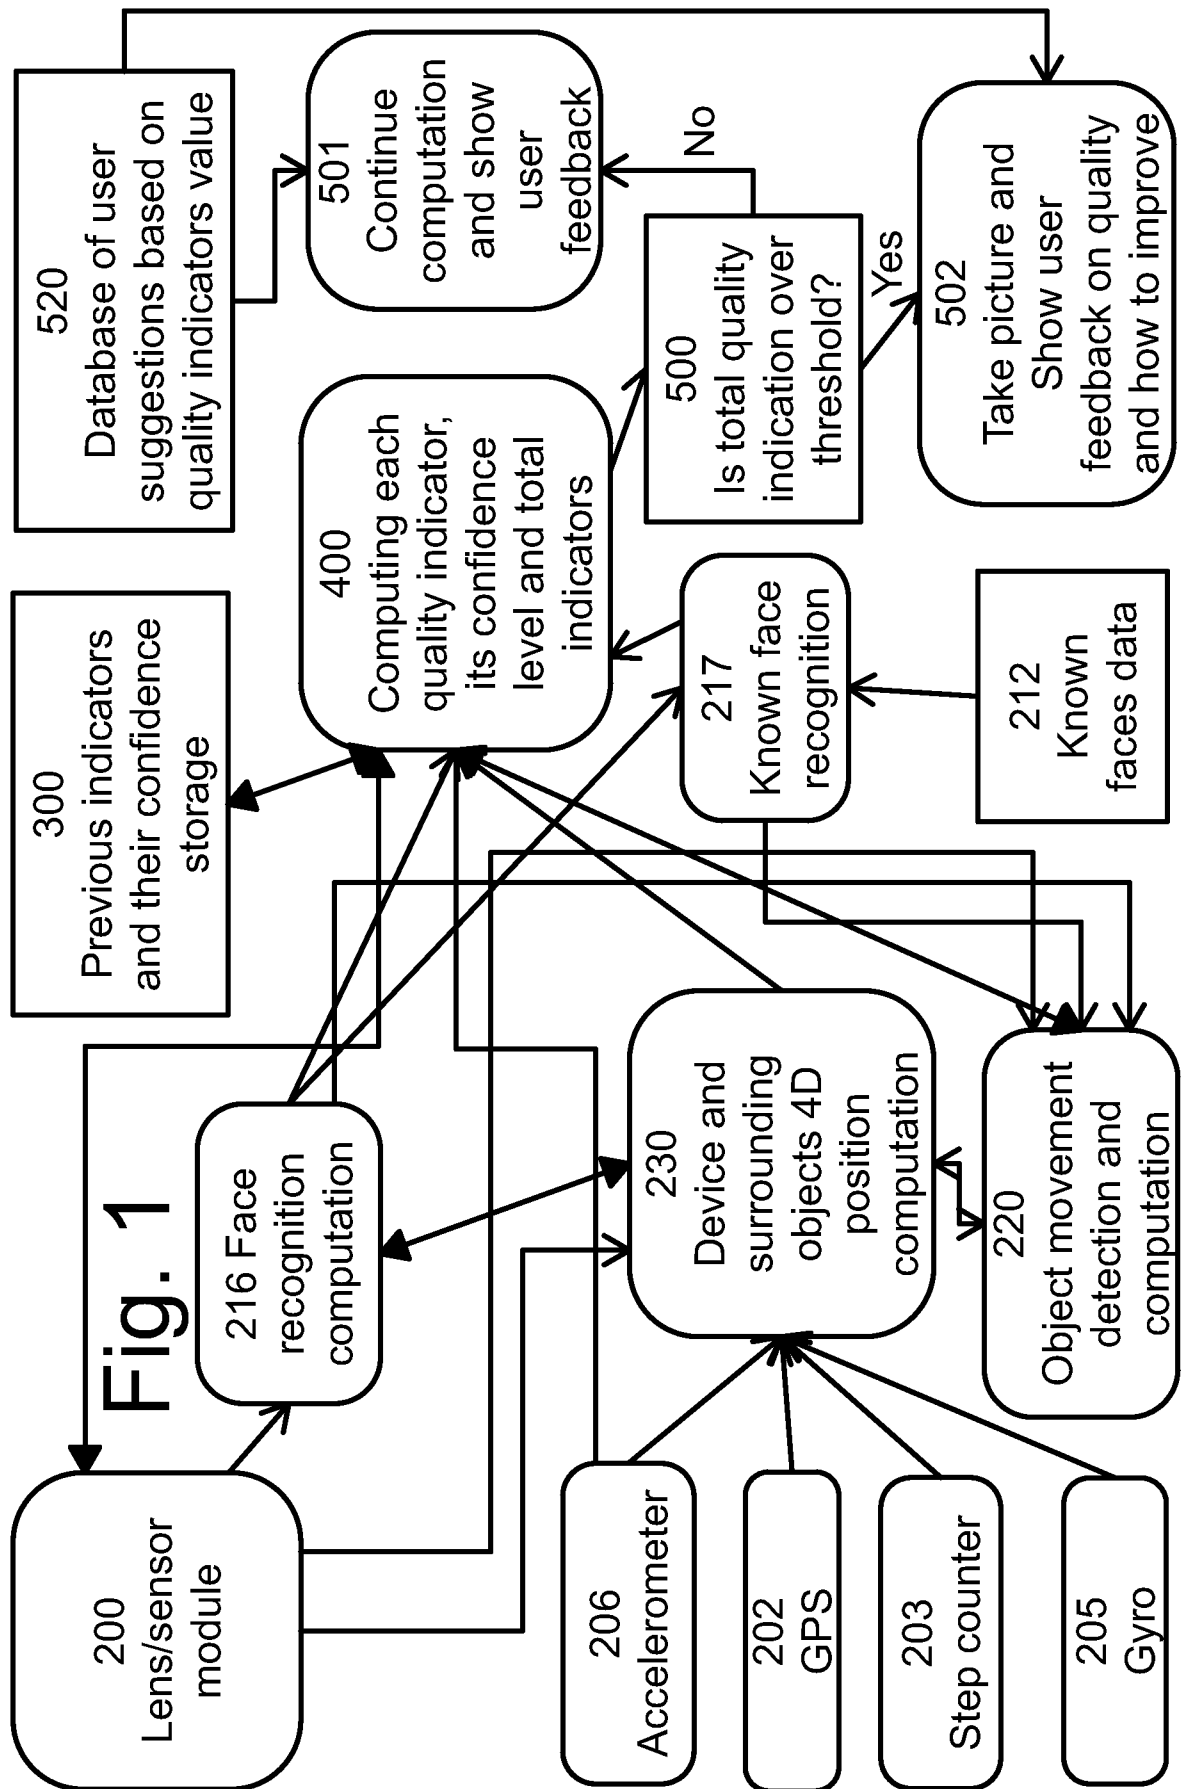 Fig. 1
200
Lens/sensor
module
216 Face
recognition
computation
300
Previous indicators
and their confidence
storage
520
Database of user
suggestions based on
quality indicators value
206
Accelerometer
202
GPS
203
Step counter
205
Gyro
230
Device and
surrounding
objects 4D
position
computation
220
Object movement
detection and
computation
400
Computing each
quality indicator,
its confidence
level and total
indicators
217
Known face
recognition
212
Known
faces data
501
Continue
computation
and show
user
feedback
No
500
Is total quality
indication over
threshold?
Yes
502
Take picture and
Show user
feedback on quality
and how to improve